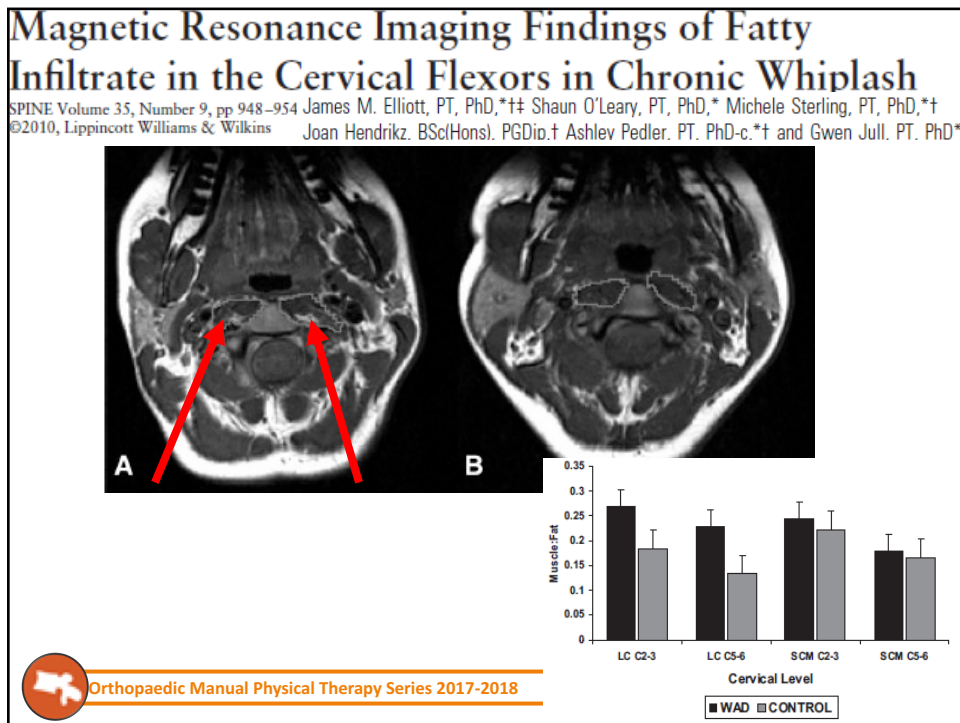 Magnetic Resonance Imaging Findings of Fatty
Infiltrate in the Cervical Flexors in Chronic Whiplash
SPINE Volume 35, Number 9, pp 948–954
©2010, Lippincott Williams & Wilkins
James M. Elliott, PT, PhD,*†‡ Shaun O'Leary, PT, PhD,* Michele Sterling, PT, PhD,*†
Joan Hendrikz, BSc(Hons), PGDip,† Ashley Pedler, PT, PhD-c,*† and Gwen Jull, PT, PhD*
A
B
0.35
0.3
0.25
0.2
0.15
0.1
0.05
0
Muscle:Fat
LC C2-3
LC C5-6
SCM C2-3
SCM C5-6
Cervical Level
WAD
CONTROL
Orthopaedic Manual Physical Therapy Series 2017-2018